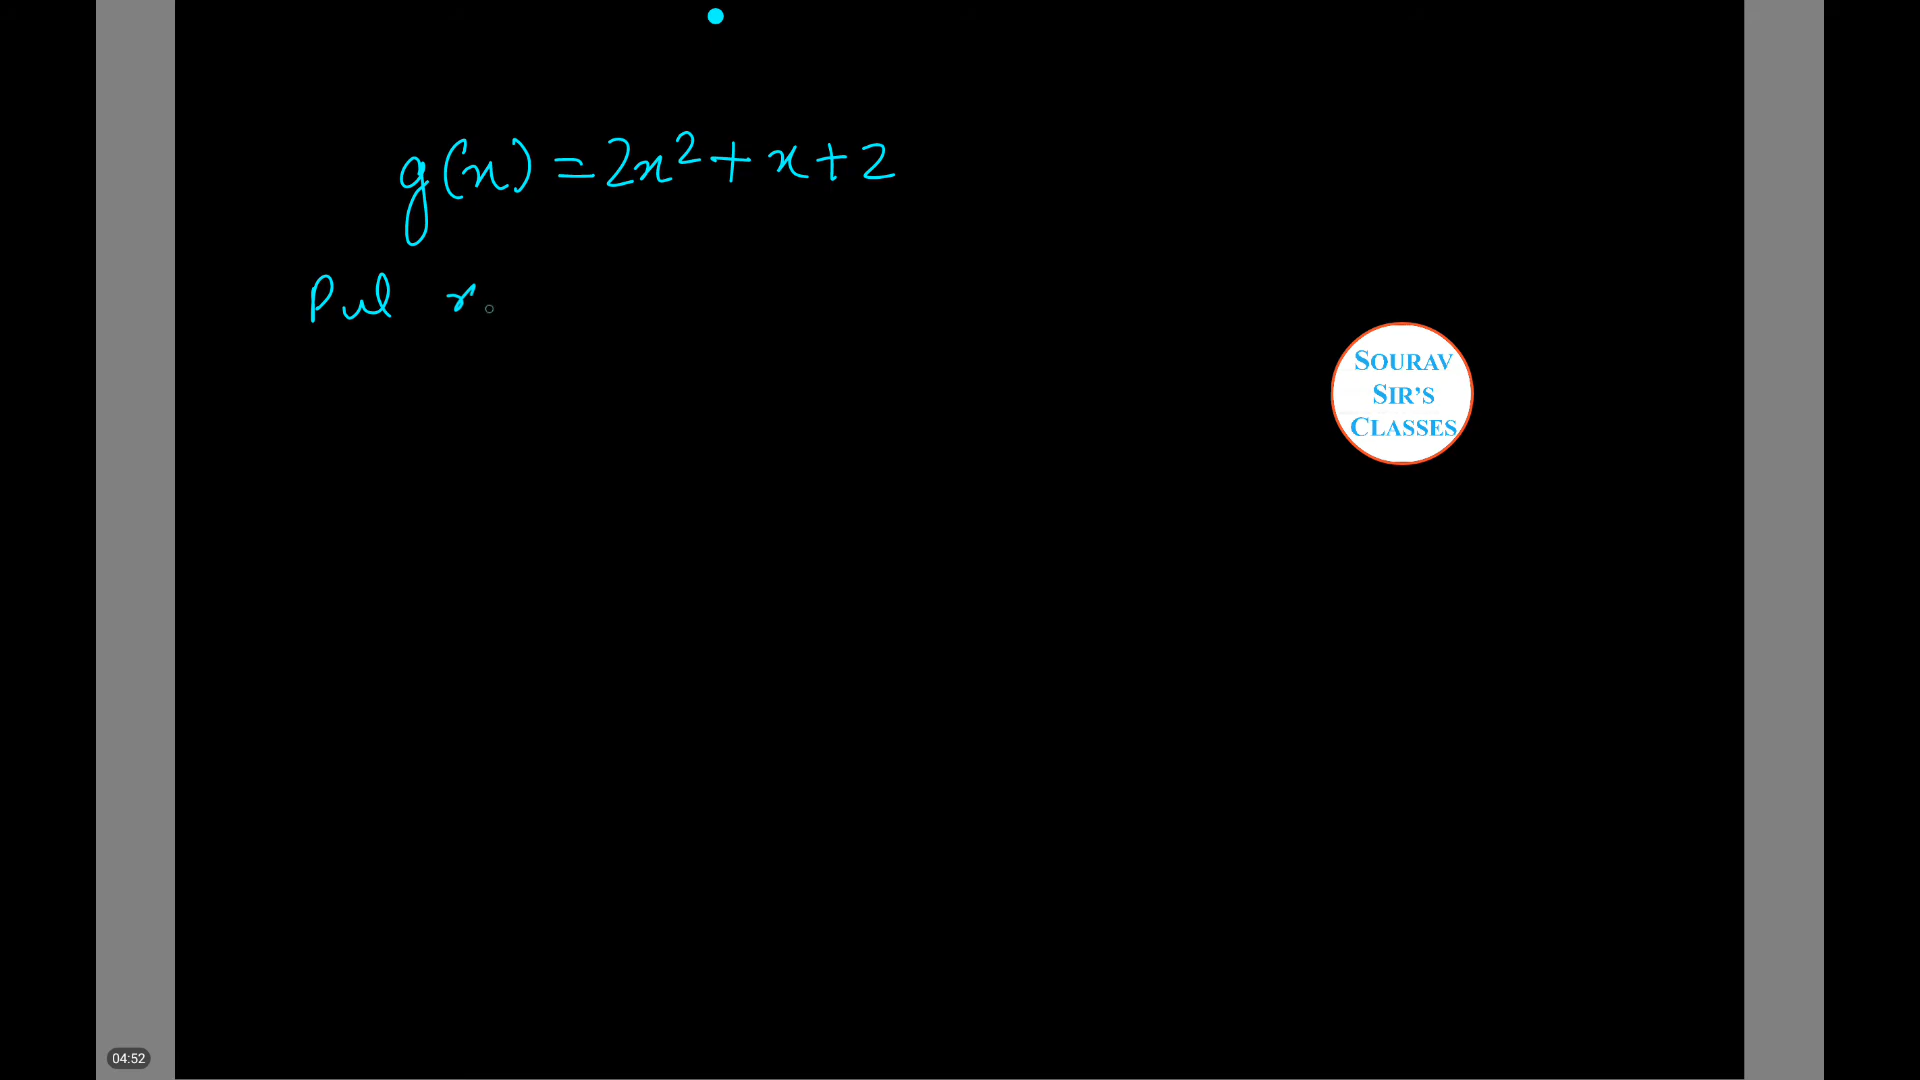 g(x) = 2x² + x + 2
Put x
SOURAV
SIR'S
CLASSES
04:52